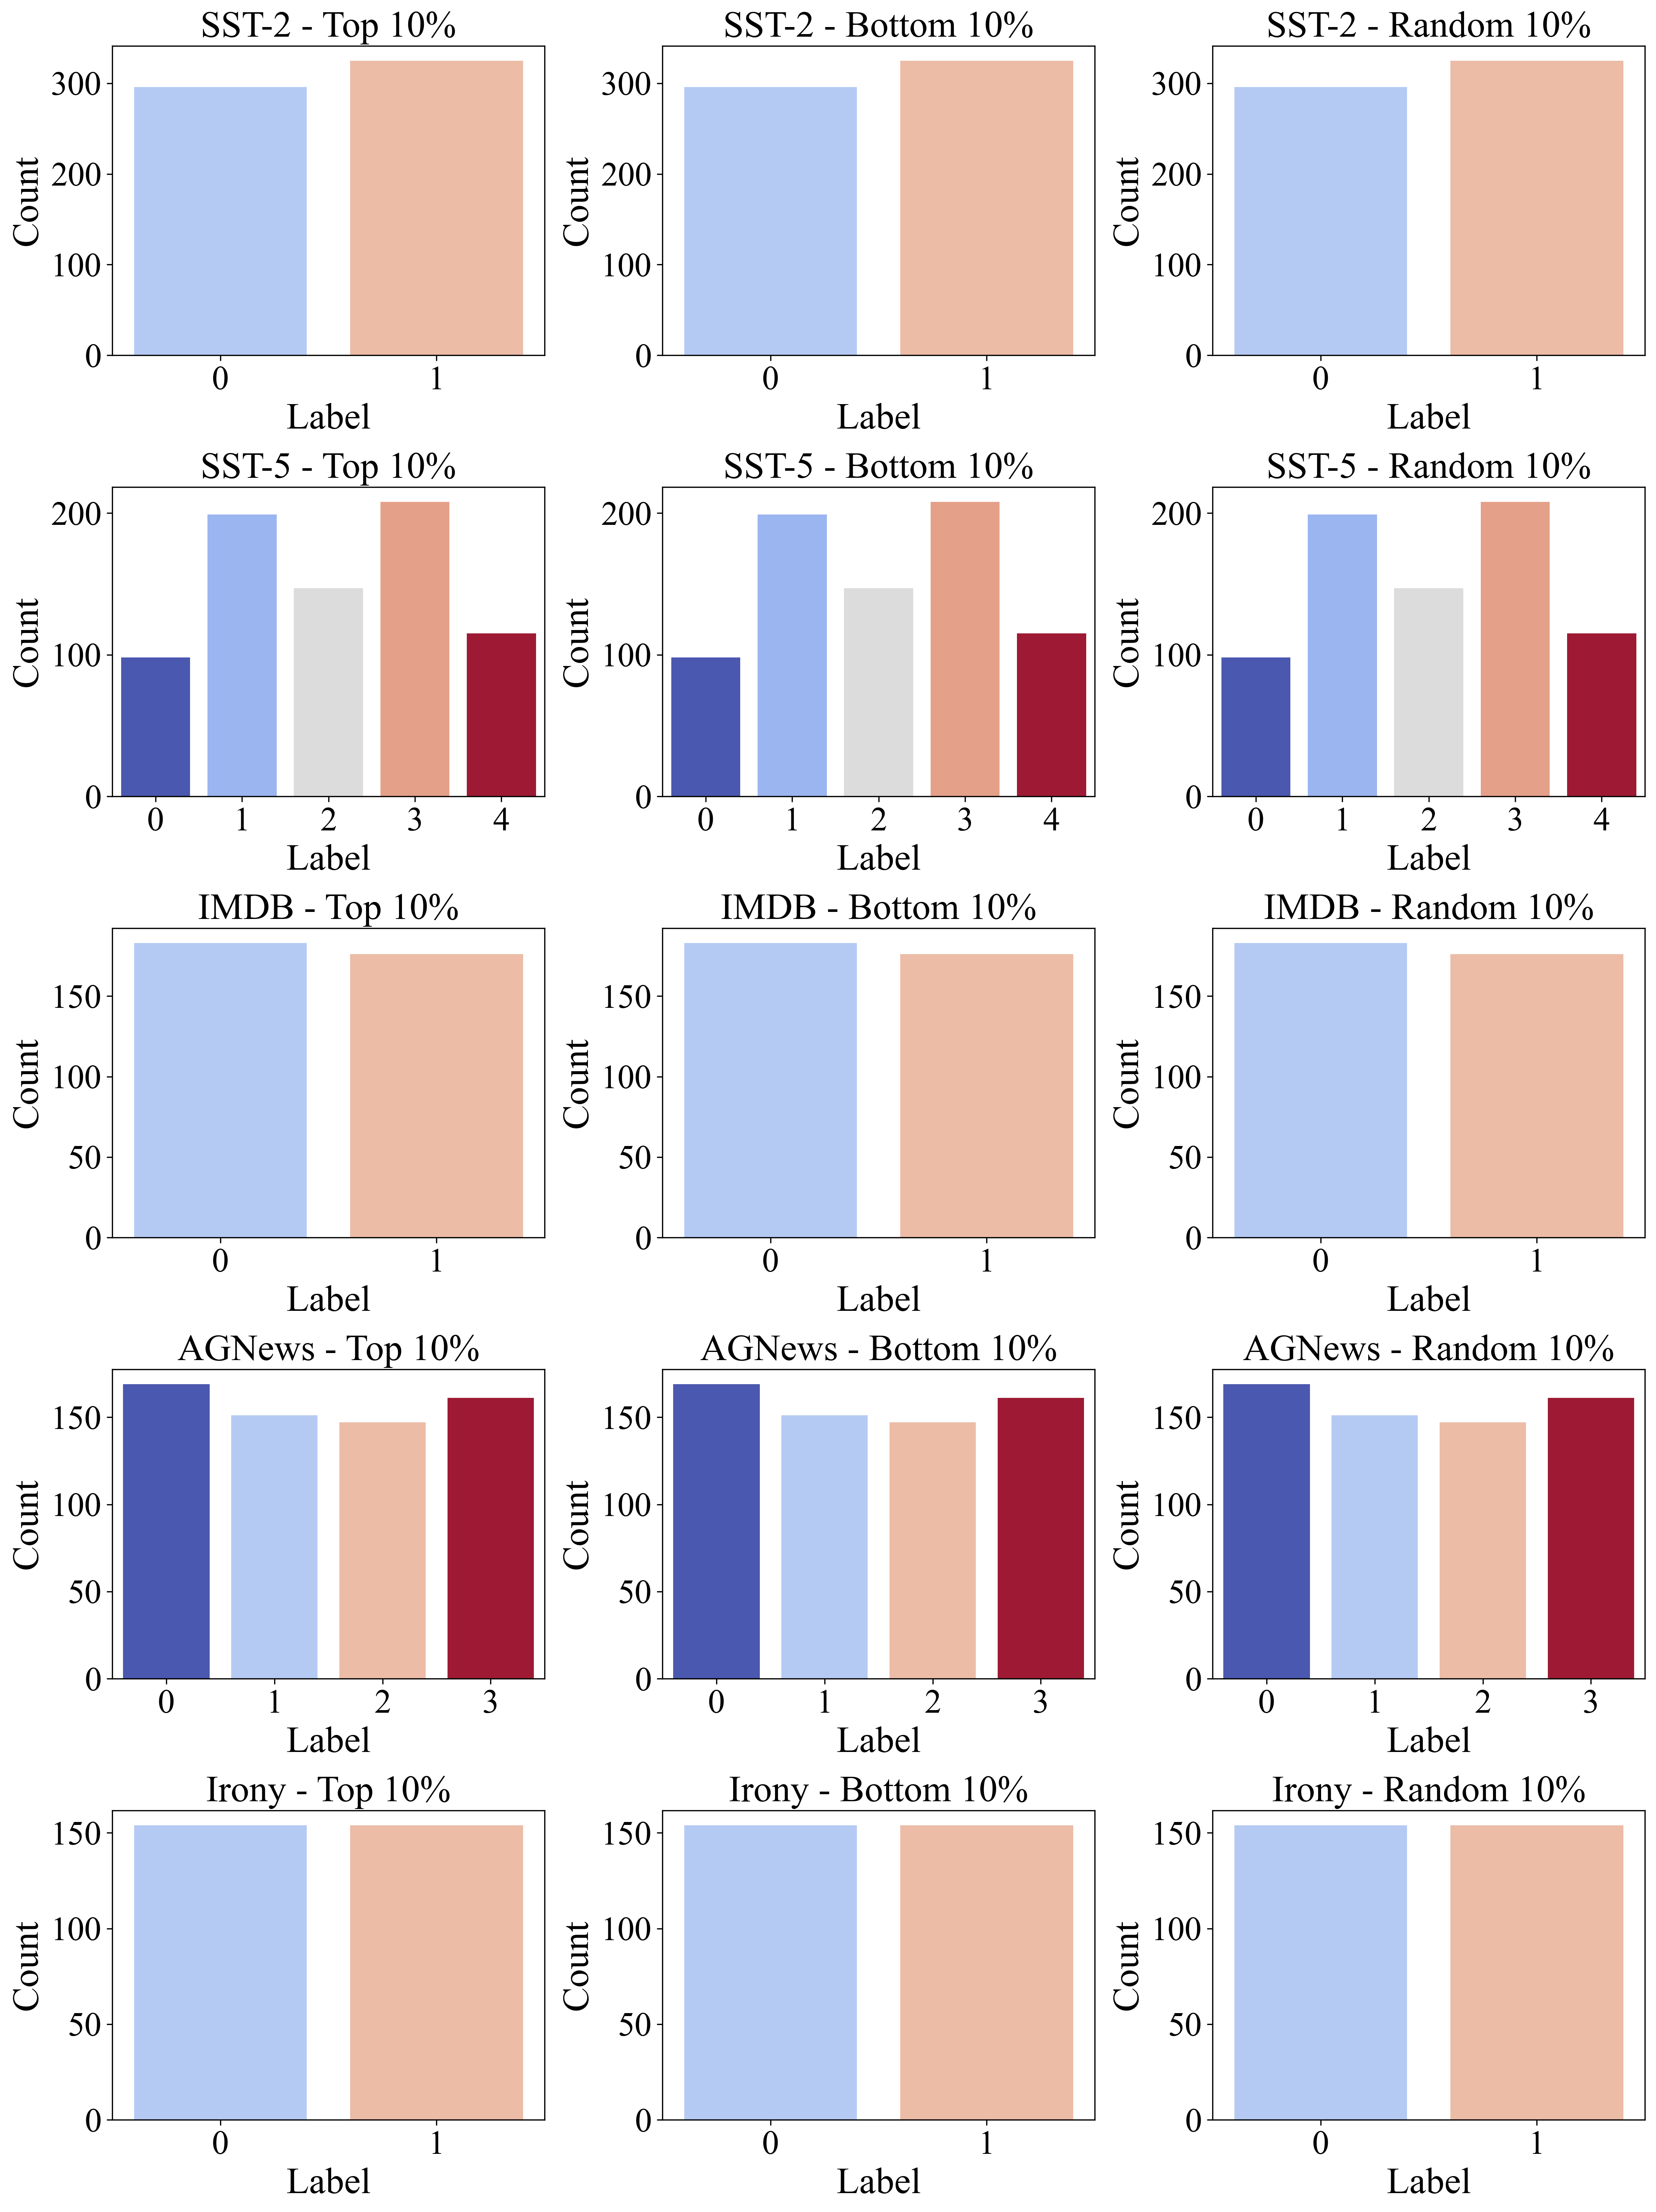 SST-2 - Top 10%
Count
300
200
100
0
0 1
Label
SST-2 - Bottom 10%
Count
300
200
100
0
0 1
Label
SST-2 - Random 10%
Count
300
200
100
0
0 1
Label
SST-5 - Top 10%
Count
200
100
0
0 1 2 3 4
Label
SST-5 - Bottom 10%
Count
200
100
0
0 1 2 3 4
Label
SST-5 - Random 10%
Count
200
100
0
0 1 2 3 4
Label
IMDB - Top 10%
Count
150
100
50
0
0 1
Label
IMDB - Bottom 10%
Count
150
100
50
0
0 1
Label
IMDB - Random 10%
Count
150
100
50
0
0 1
Label
AGNews - Top 10%
Count
150
100
50
0
0 1 2 3
Label
AGNews - Bottom 10%
Count
150
100
50
0
0 1 2 3
Label
AGNews - Random 10%
Count
150
100
50
0
0 1 2 3
Label
Irony - Top 10%
Count
150
100
50
0
0 1
Label
Irony - Bottom 10%
Count
150
100
50
0
0 1
Label
Irony - Random 10%
Count
150
100
50
0
0 1
Label